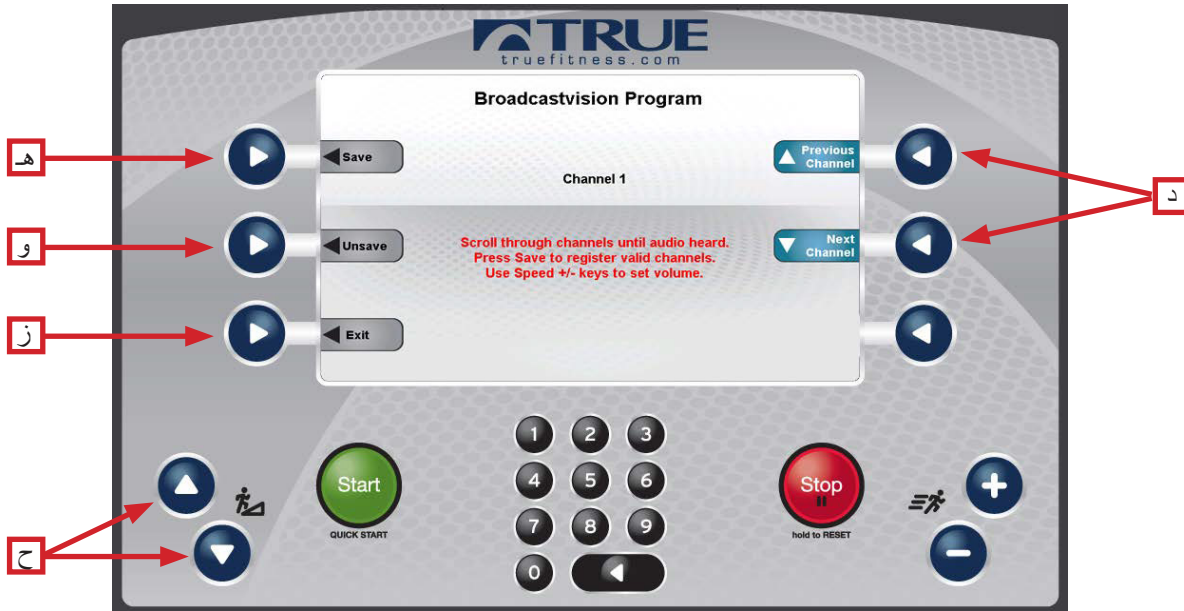 TRUE
truefitness.com
Broadcastvision Program
هـ
Save
Previous
Channel
د
Channel 1
و
Unsave
Scroll through channels until audio heard.
Press Save to register valid channels.
Use Speed +/- keys to set volume.
Next
Channel
ز
Exit
1 2 3
4 5 6
7 8 9
0
Start
QUICK START
Stop
hold to RESET
+
−
ح